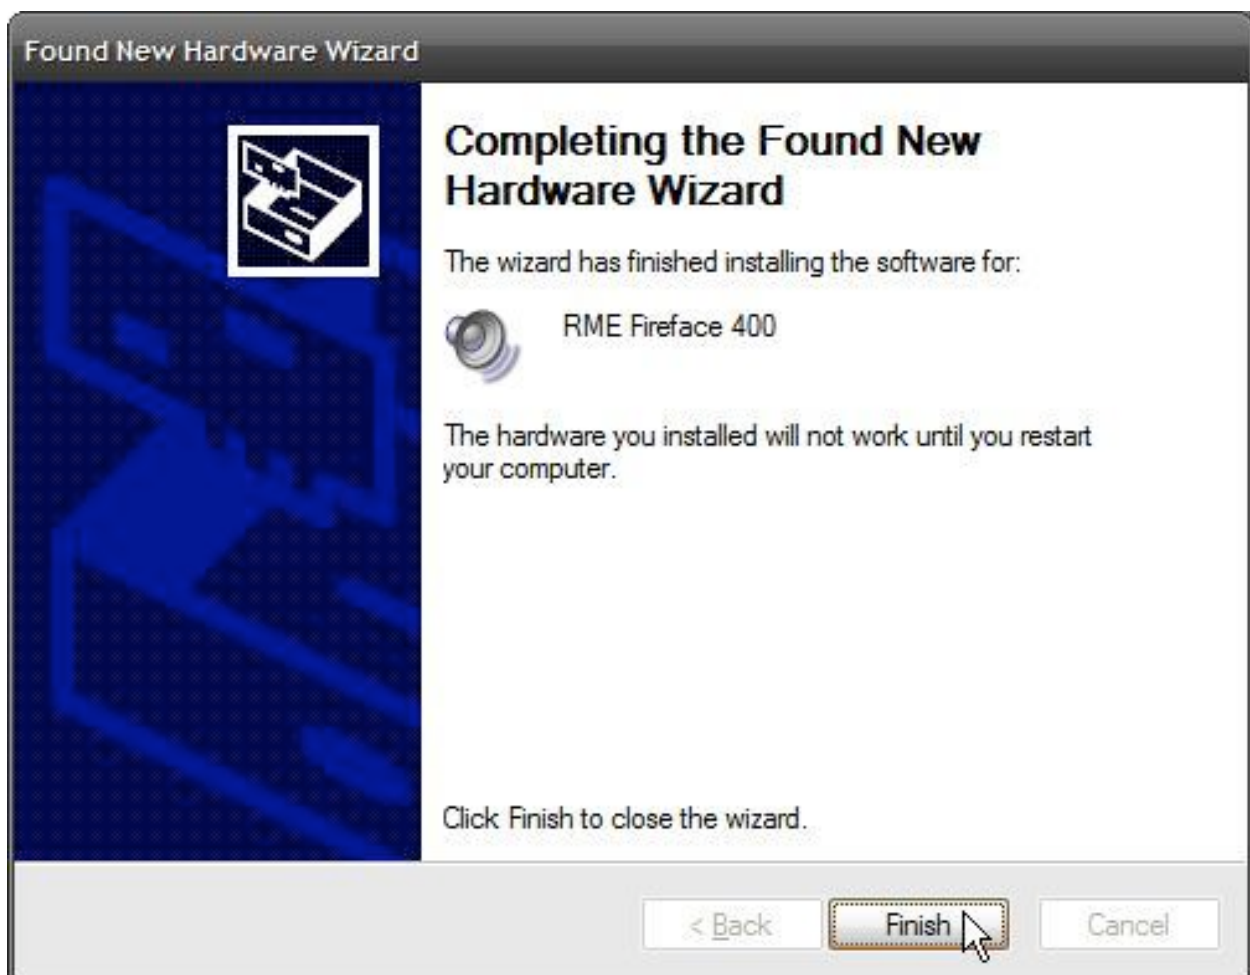 Found New Hardware Wizard
Completing the Found New
Hardware Wizard
The wizard has finished installing the software for:
RME Fireface 400
The hardware you installed will not work until you restart
your computer.
Click Finish to close the wizard.
< Back
Finish
Cancel